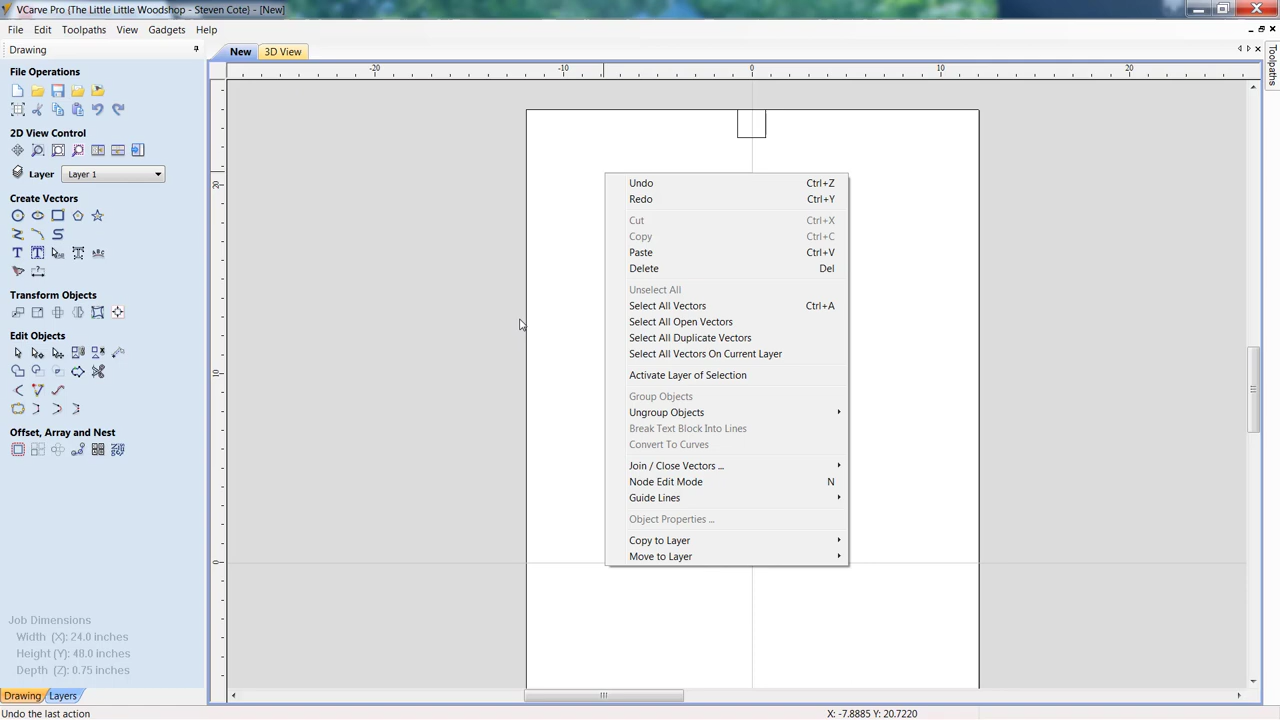 VCarve Pro {The Little Little Woodshop - Steven Cote} - [New]
File Edit Toolpaths View Gadgets Help
Drawing
New 3D View
Toolpaths
-20 -10 0 10 20
File Operations
2D View Control
Layer Layer 1
Create Vectors
Transform Objects
Edit Objects
Offset, Array and Nest
20
10
0
Undo Ctrl+Z
Redo Ctrl+Y
Cut Ctrl+X
Copy Ctrl+C
Paste Ctrl+V
Delete Del
Unselect All
Select All Vectors Ctrl+A
Select All Open Vectors
Select All Duplicate Vectors
Select All Vectors On Current Layer
Activate Layer of Selection
Group Objects
Ungroup Objects
Break Text Block Into Lines
Convert To Curves
Join / Close Vectors ...
Node Edit Mode N
Guide Lines
Object Properties ...
Copy to Layer
Move to Layer
Job Dimensions
Width (X): 24.0 inches
Height (Y): 48.0 inches
Depth (Z): 0.75 inches
Drawing Layers
Undo the last action
X: -7.8885 Y: 20.7220